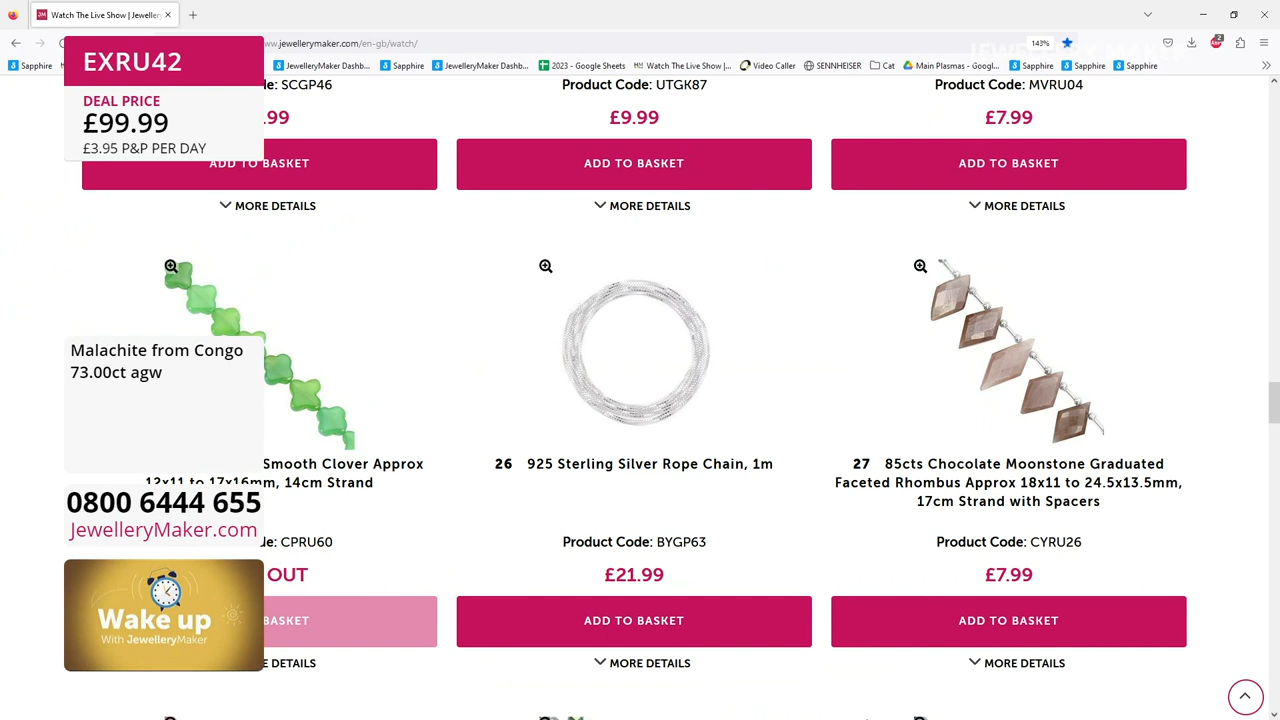 Watch The Live Show | Jeweller
EXRU42
DEAL PRICE
£99.99
£3.95 P&P PER DAY
w.jewellerymaker.com/en-gb/watch/
143%
2
Sapphire
JewelleryMaker Dashb...
Sapphire
JewelleryMaker Dashb...
2023 - Google Sheets
Watch The Live Show |...
Video Caller
SENNHEISER
Cat
Main Plasmas - Googl...
Sapphire
Sapphire
Sapphire
JEWELLERY MAKER
de: SCGP46
.99
ADD TO BASKET
MORE DETAILS
Product Code: UTGK87
£9.99
ADD TO BASKET
MORE DETAILS
Product Code: MVRU04
£7.99
ADD TO BASKET
MORE DETAILS
Malachite from Congo
73.00ct agw
Smooth Clover Approx
12x11 to 17x16mm, 14cm Strand
de: CPRU60
OUT
BASKET
E DETAILS
26 925 Sterling Silver Rope Chain, 1m
Product Code: BYGP63
£21.99
ADD TO BASKET
MORE DETAILS
27 85cts Chocolate Moonstone Graduated
Faceted Rhombus Approx 18x11 to 24.5x13.5mm,
17cm Strand with Spacers
Product Code: CYRU26
£7.99
ADD TO BASKET
MORE DETAILS
0800 6444 655
JewelleryMaker.com
Wake up
With JewelleryMaker